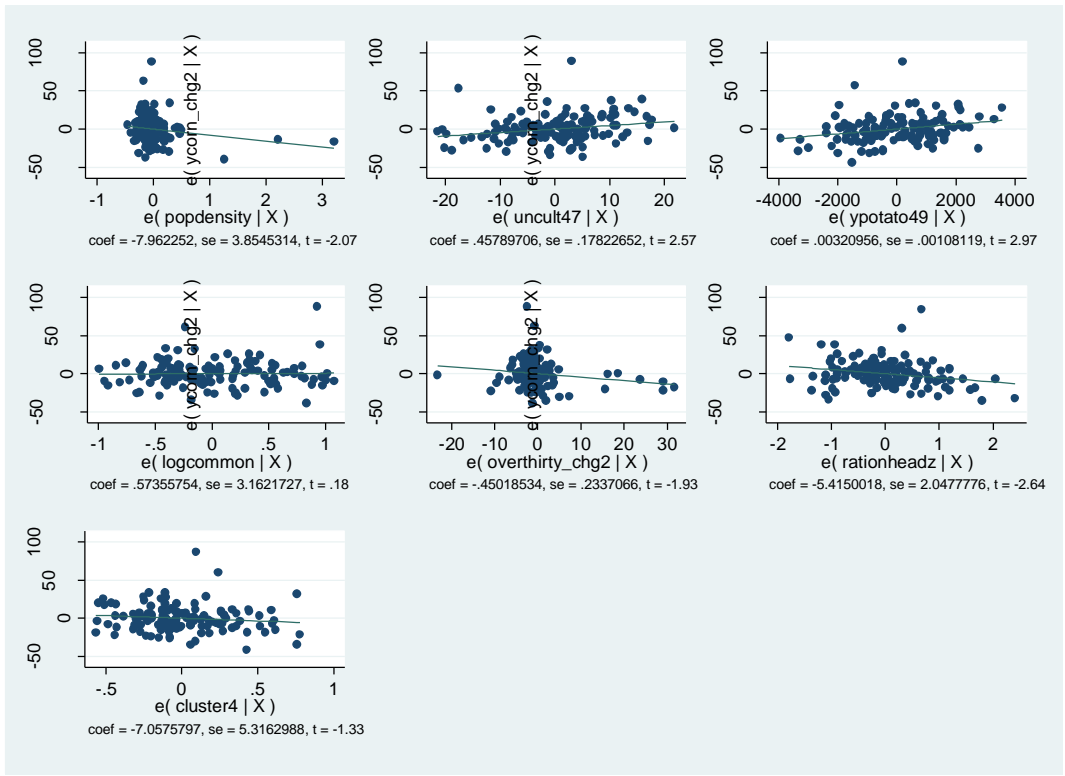 e( ycorn_chg2 | X )
100
50
0
-50
-1 0 1 2 3
e( popdensity | X )
coef = -7.962252, se = 3.8545314, t = -2.07
e( ycorn_chg2 | X )
100
50
0
-50
-20 -10 0 10 20
e( uncult47 | X )
coef = .45789706, se = .17822652, t = 2.57
100
50
0
-50
-4000 -2000 0 2000 4000
e( ypotato49 | X )
coef = .00320956, se = .00108119, t = 2.97
e( ycorn_chg2 | X )
100
50
0
-50
-1 -.5 0 .5 1
e( logcommon | X )
coef = .57355754, se = 3.1621727, t = .18
e( ycorn_chg2 | X )
100
50
0
-50
-20 -10 0 10 20 30
e( overthirty_chg2 | X )
coef = -.45018534, se = .2337066, t = -1.93
100
50
0
-50
-2 -1 0 1 2
e( rationheadz | X )
coef = -5.4150018, se = 2.0477776, t = -2.64
100
50
0
-50
-.5 0 .5 1
e( cluster4 | X )
coef = -7.0575797, se = 5.3162988, t = -1.33